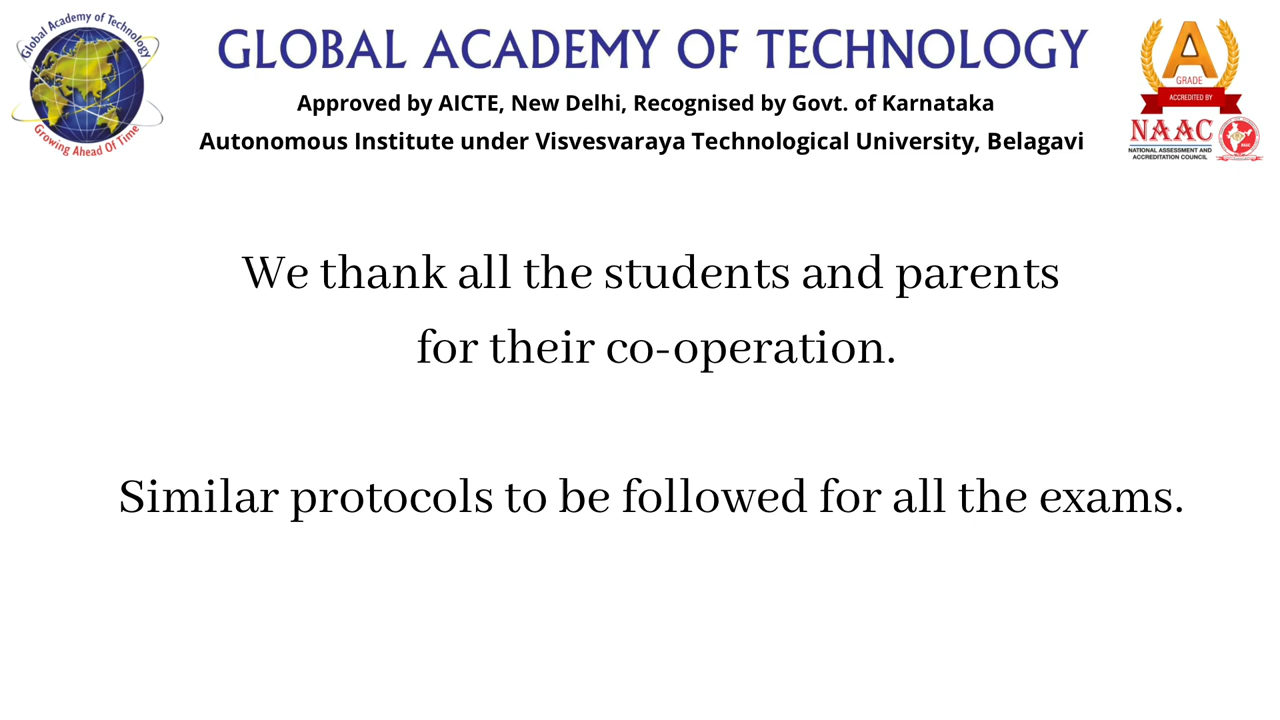 Global Academy of Technology
Growing Ahead Of Time
GLOBAL ACADEMY OF TECHNOLOGY
Approved by AICTE, New Delhi, Recognised by Govt. of Karnataka
Autonomous Institute under Visvesvaraya Technological University, Belagavi
A
GRADE
ACCREDITED BY
NAAC
NATIONAL ASSESSMENT AND
ACCREDITATION COUNCIL
We thank all the students and parents
for their co-operation.
Similar protocols to be followed for all the exams.